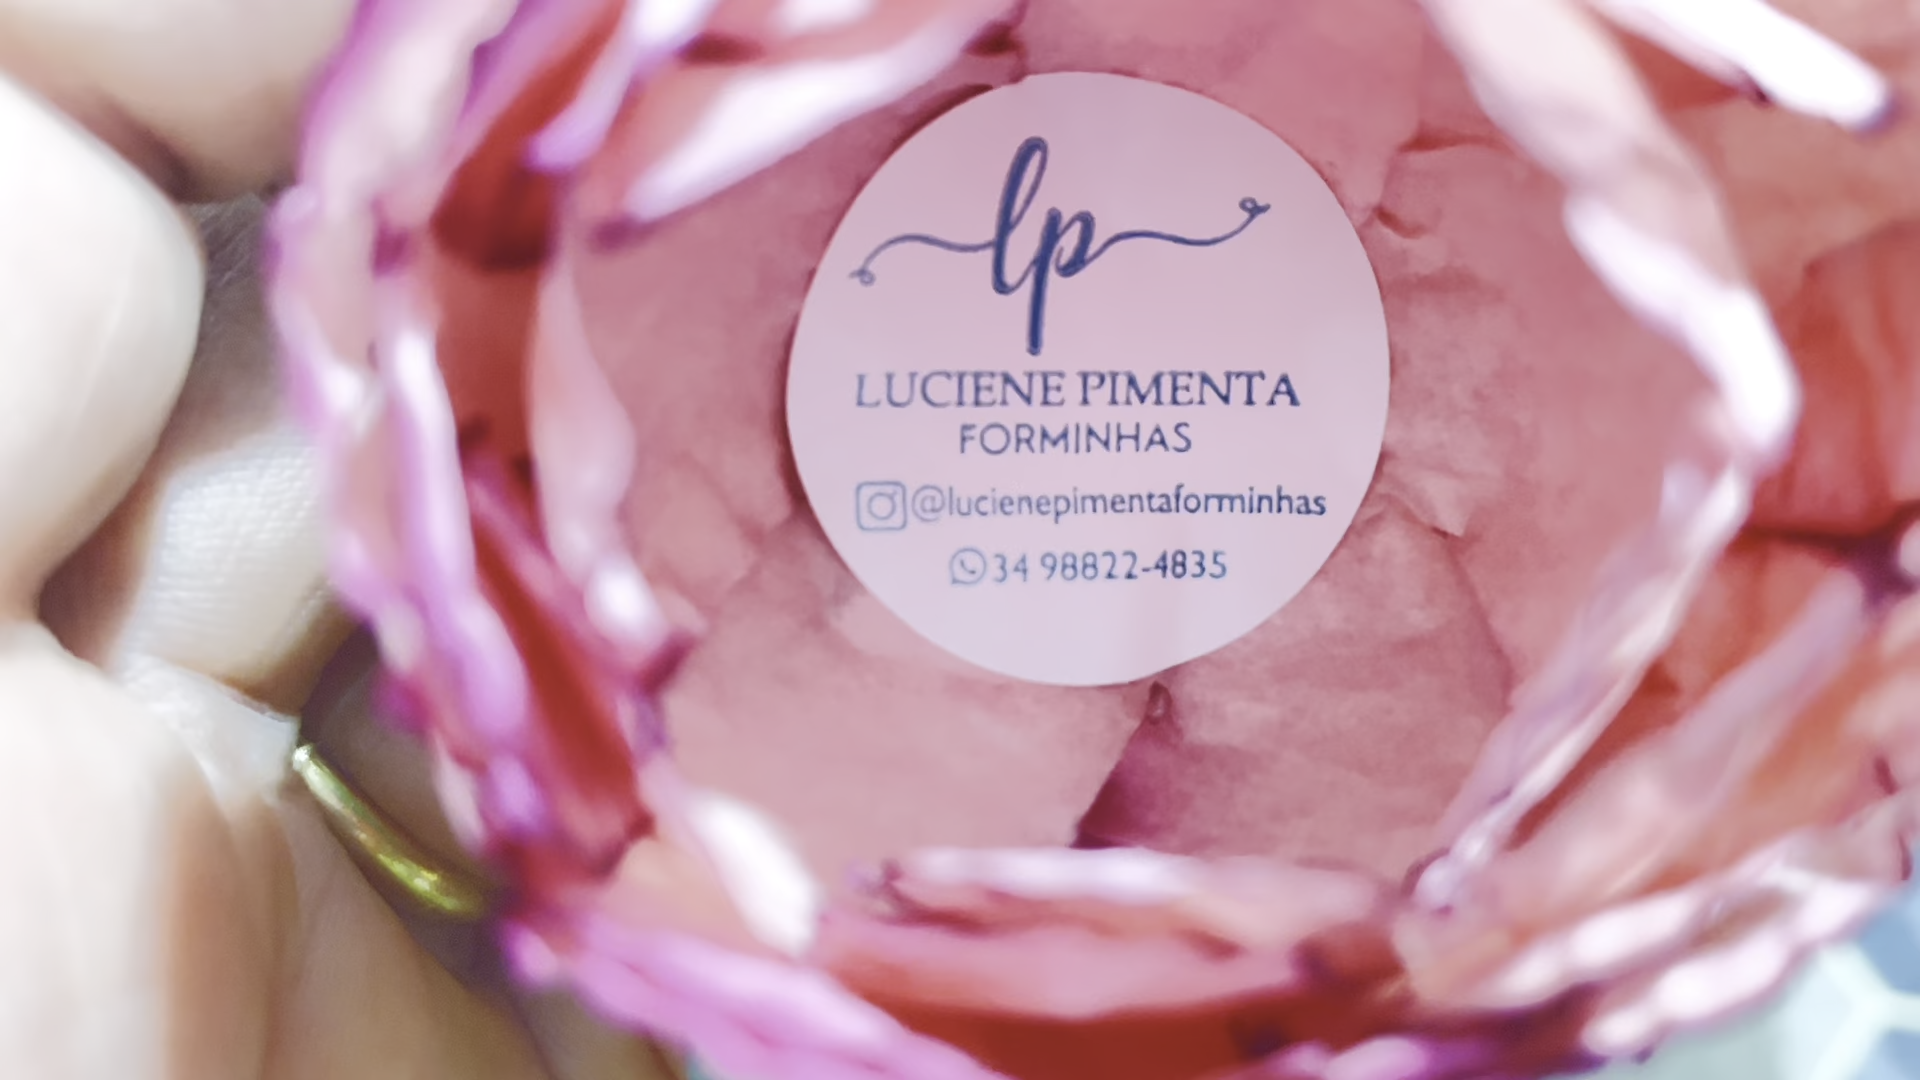 lp
LUCIENE PIMENTA
FORMINHAS
@lucienepimentaforminhas
34 98822-4835